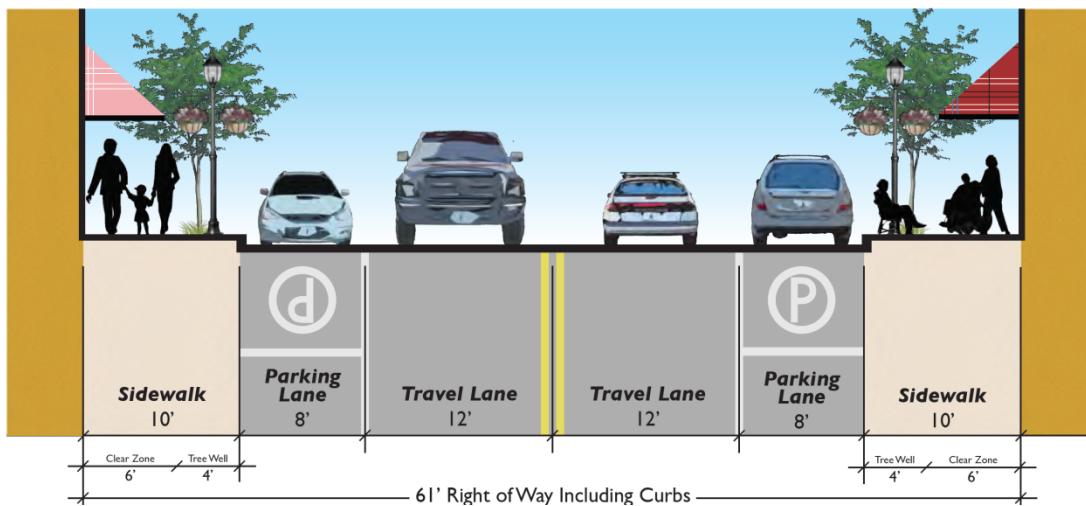 P
P
Sidewalk
10’
Parking
Lane
8’
Travel Lane
12’
Travel Lane
12’
Parking
Lane
8’
Sidewalk
10’
Clear Zone
6’
Tree Well
4’
Tree Well
4’
Clear Zone
6’
61’ Right of Way Including Curbs